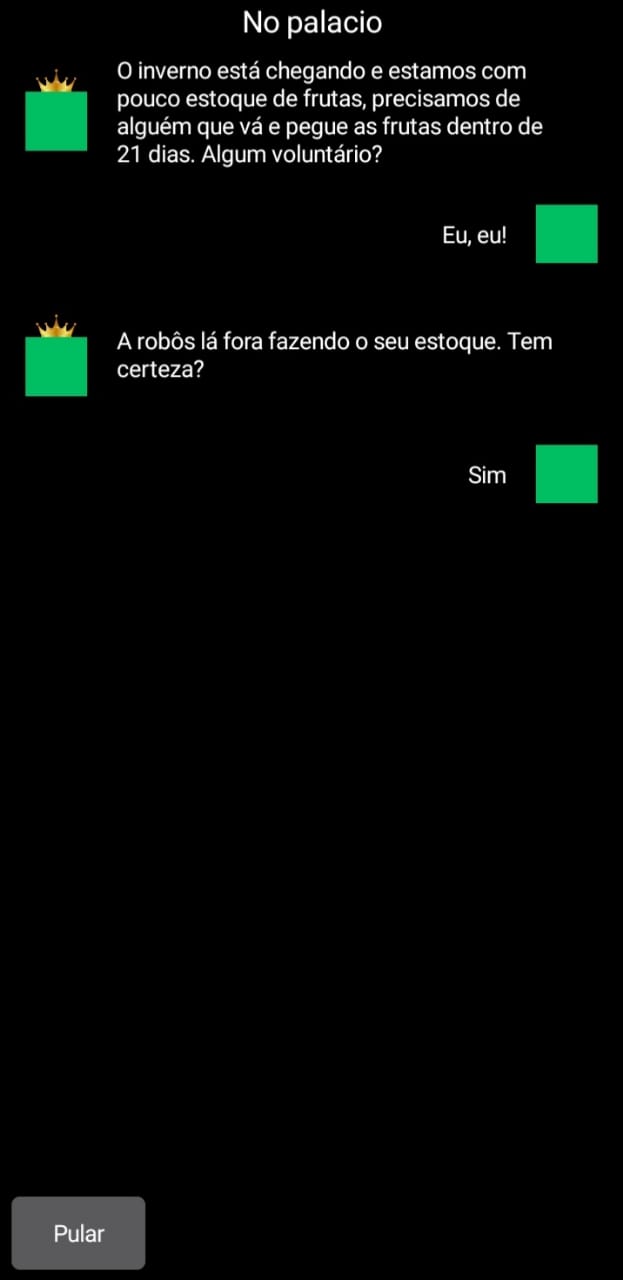 No palacio
O inverno está chegando e estamos com
pouco estoque de frutas, precisamos de
alguém que vá e pegue as frutas dentro de
21 dias. Algum voluntário?
Eu, eu!
A robôs lá fora fazendo o seu estoque. Tem
certeza?
Sim
Pular